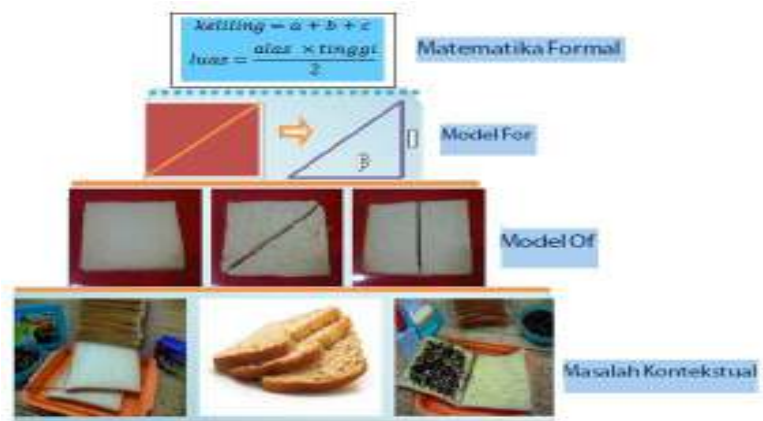 keliling = a + b + c
Matematika Formal
luas = alas × tinggi / 2
Model For
Model Of
Masalah Kontekstual